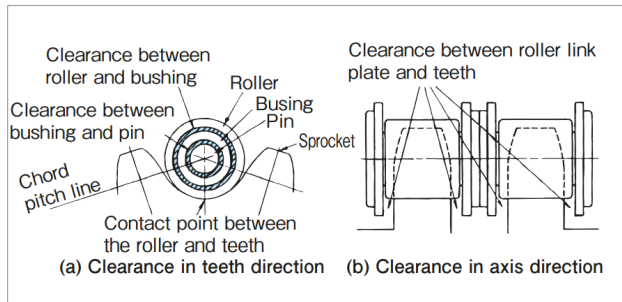 Clearance between
roller and bushing
Roller
Busing
Pin
Clearance between
bushing and pin
Sprocket
Chord
pitch line
Contact point between
the roller and teeth
(a) Clearance in teeth direction
Clearance between roller link
plate and teeth
(b) Clearance in axis direction